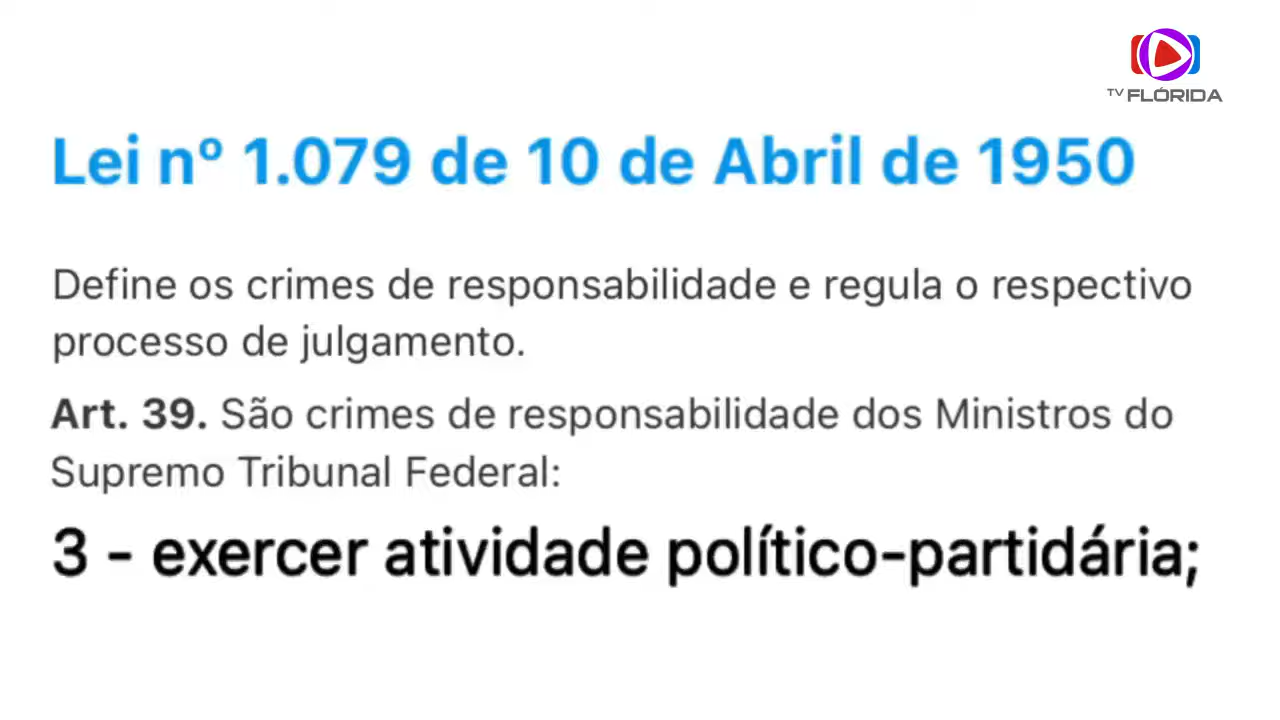 TV FLÓRIDA
Lei nº 1.079 de 10 de Abril de 1950
Define os crimes de responsabilidade e regula o respectivo
processo de julgamento.
Art. 39. São crimes de responsabilidade dos Ministros do
Supremo Tribunal Federal:
3 - exercer atividade político-partidária;